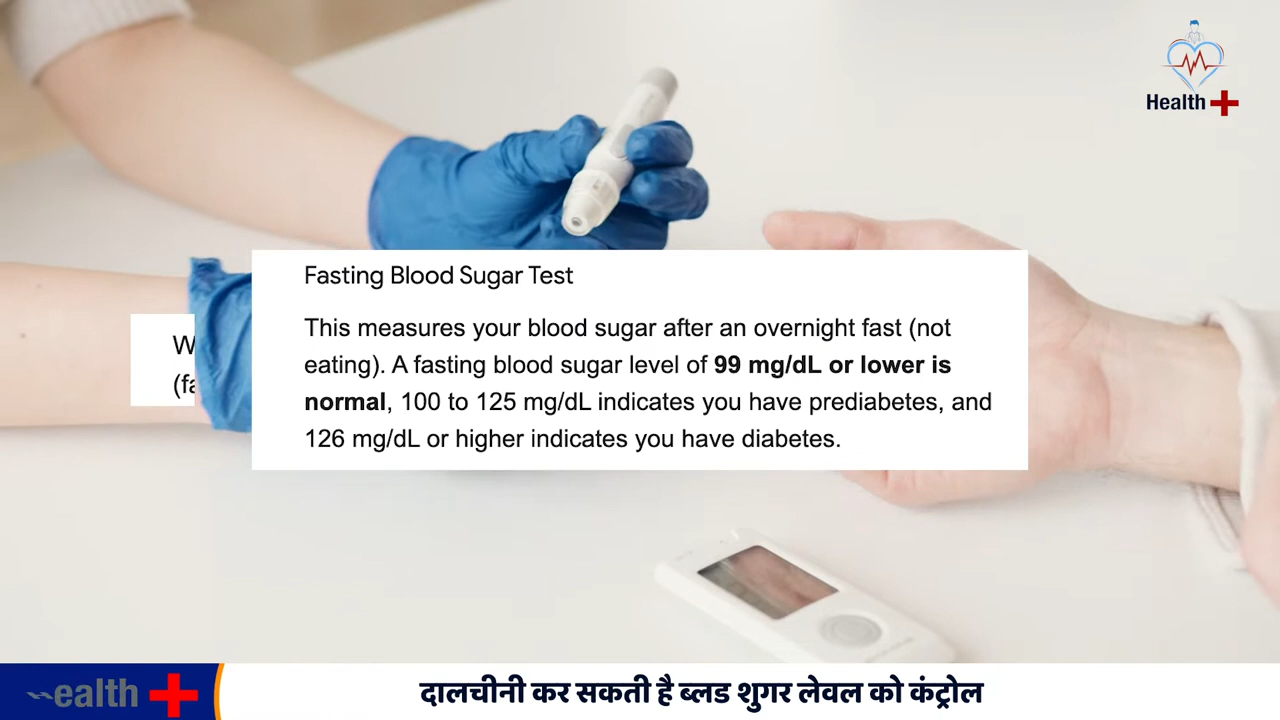 Health
Fasting Blood Sugar Test
This measures your blood sugar after an overnight fast (not
eating). A fasting blood sugar level of 99 mg/dL or lower is
normal, 100 to 125 mg/dL indicates you have prediabetes, and
126 mg/dL or higher indicates you have diabetes.
W
(fa
ealth
दालचीनी कर सकती है ब्लड शुगर लेवल को कंट्रोल